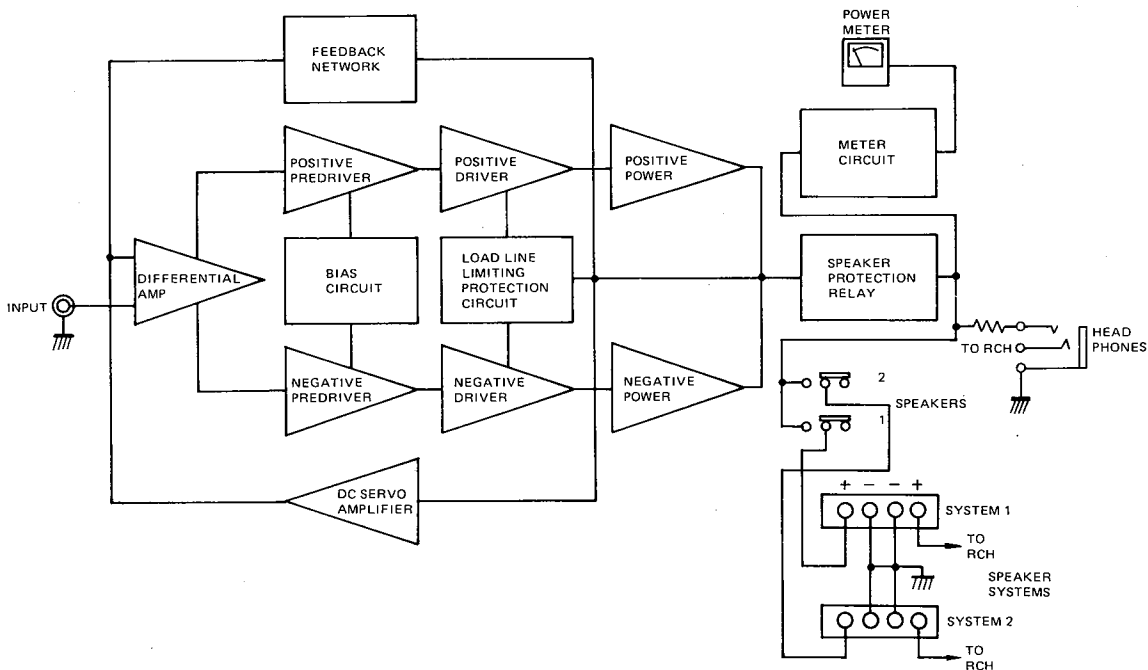 POWER
METER
FEEDBACK
NETWORK
METER
CIRCUIT
POSITIVE
PREDRIVER
POSITIVE
DRIVER
POSITIVE
POWER
DIFFERENTIAL
AMP
BIAS
CIRCUIT
LOAD LINE
LIMITING
PROTECTION
CIRCUIT
SPEAKER
PROTECTION
RELAY
INPUT
HEAD
PHONES
TO RCH
NEGATIVE
PREDRIVER
NEGATIVE
DRIVER
NEGATIVE
POWER
2
SPEAKERS
1
DC SERVO
AMPLIFIER
+ − − +
SYSTEM 1
TO
RCH
SPEAKER
SYSTEMS
SYSTEM 2
TO
RCH